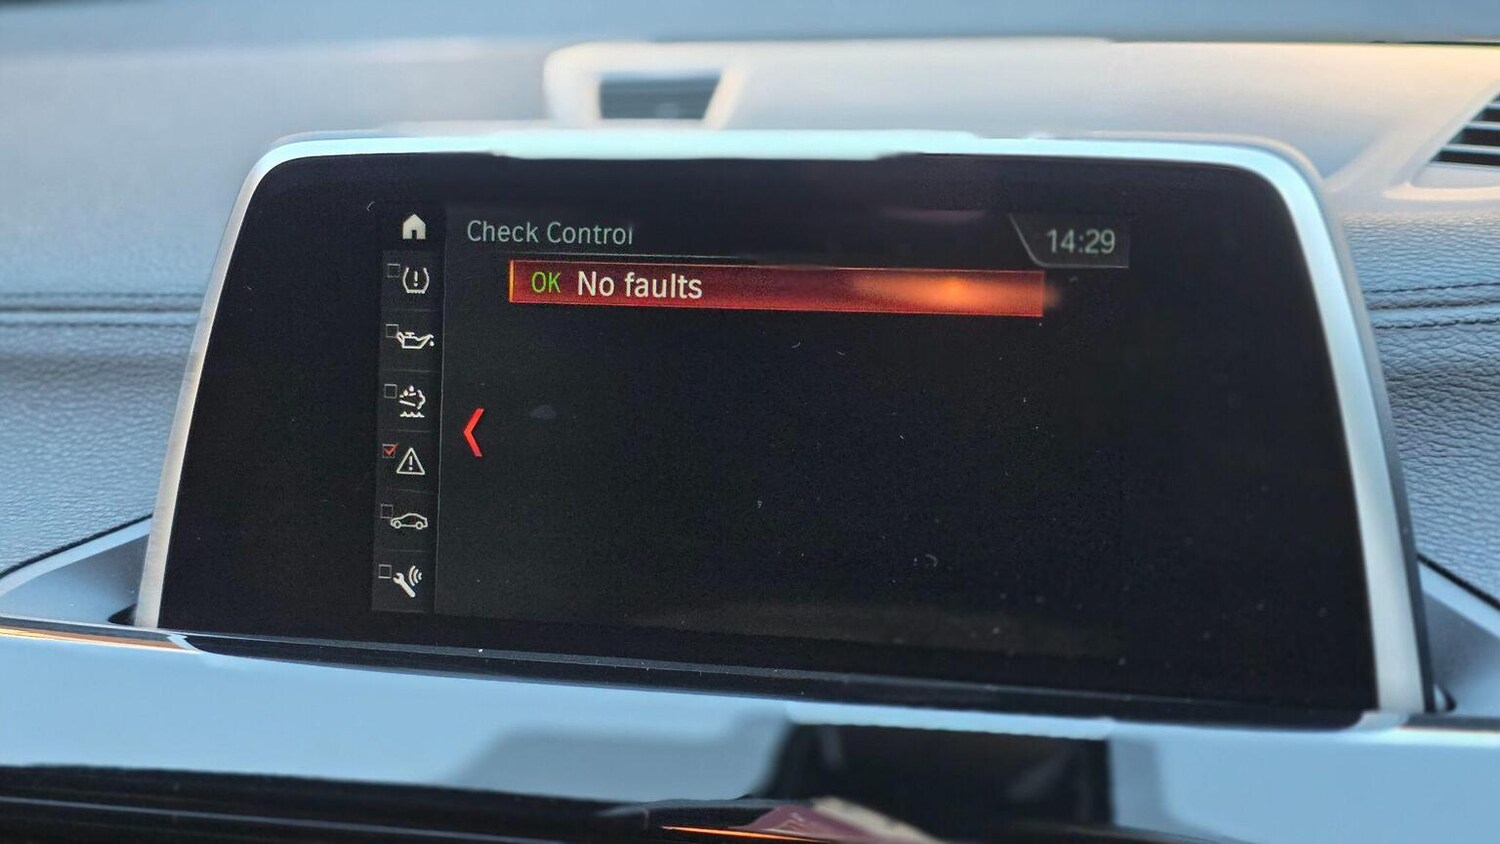 Check Control
14:29
OK No faults